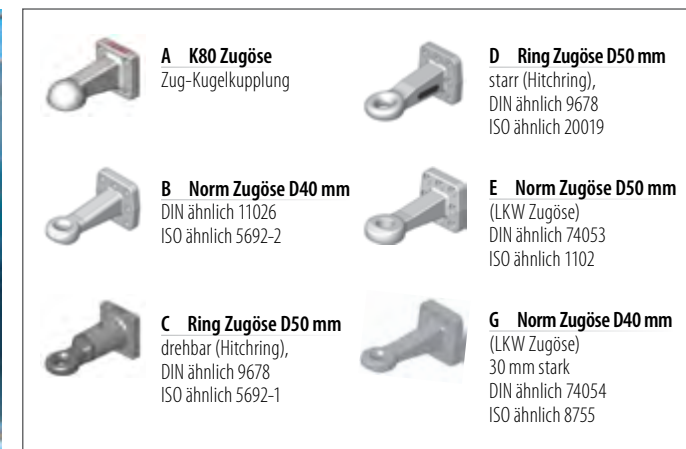 A K80 Zugöse
Zug-Kugelkupplung
B Norm Zugöse D40 mm
DIN ähnlich 11026
ISO ähnlich 5692-2
C Ring Zugöse D50 mm
drehbar (Hitchring),
DIN ähnlich 9678
ISO ähnlich 5692-1
D Ring Zugöse D50 mm
starr (Hitchring),
DIN ähnlich 9678
ISO ähnlich 20019
E Norm Zugöse D50 mm
(LKW Zugöse)
DIN ähnlich 74053
ISO ähnlich 1102
G Norm Zugöse D40 mm
(LKW Zugöse)
30 mm stark
DIN ähnlich 74054
ISO ähnlich 8755